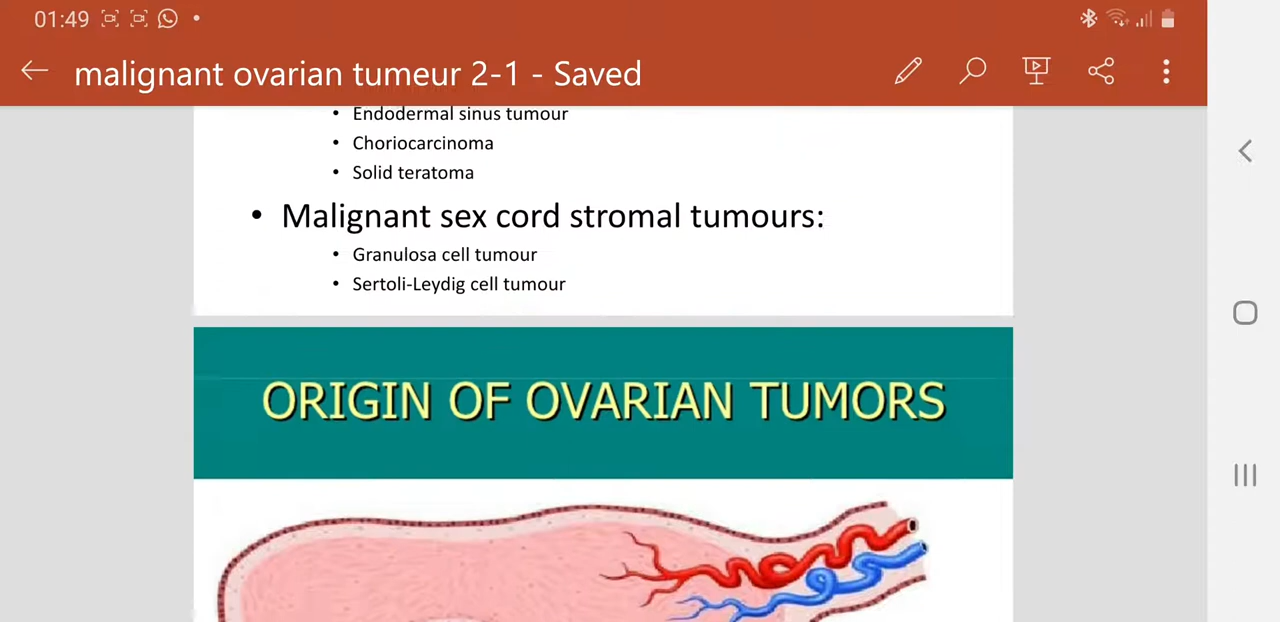 01:49
malignant ovarian tumeur 2-1 - Saved
• Endodermal sinus tumour
• Choriocarcinoma
• Solid teratoma
• Malignant sex cord stromal tumours:
• Granulosa cell tumour
• Sertoli-Leydig cell tumour
ORIGIN OF OVARIAN TUMORS